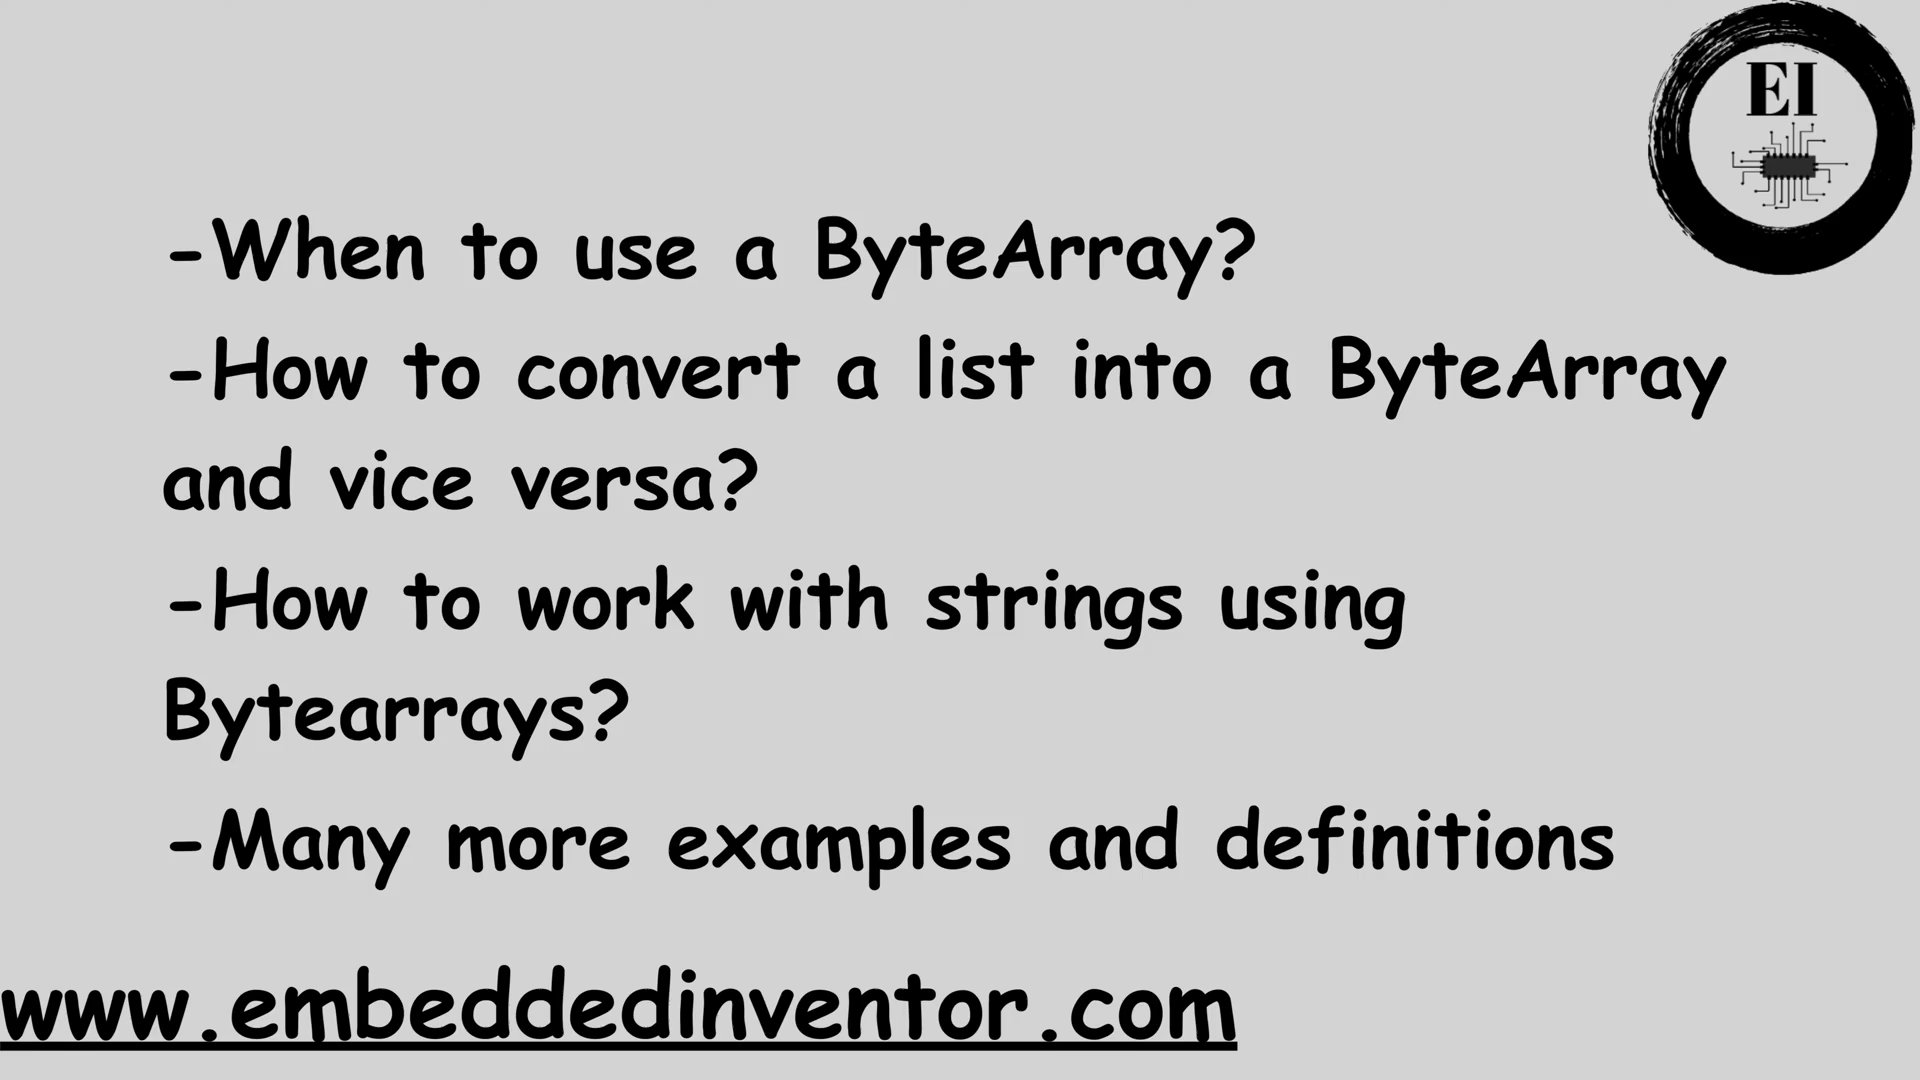 EI
-When to use a ByteArray?
-How to convert a list into a ByteArray
and vice versa?
-How to work with strings using
Bytearrays?
-Many more examples and definitions
www.embeddedinventor.com